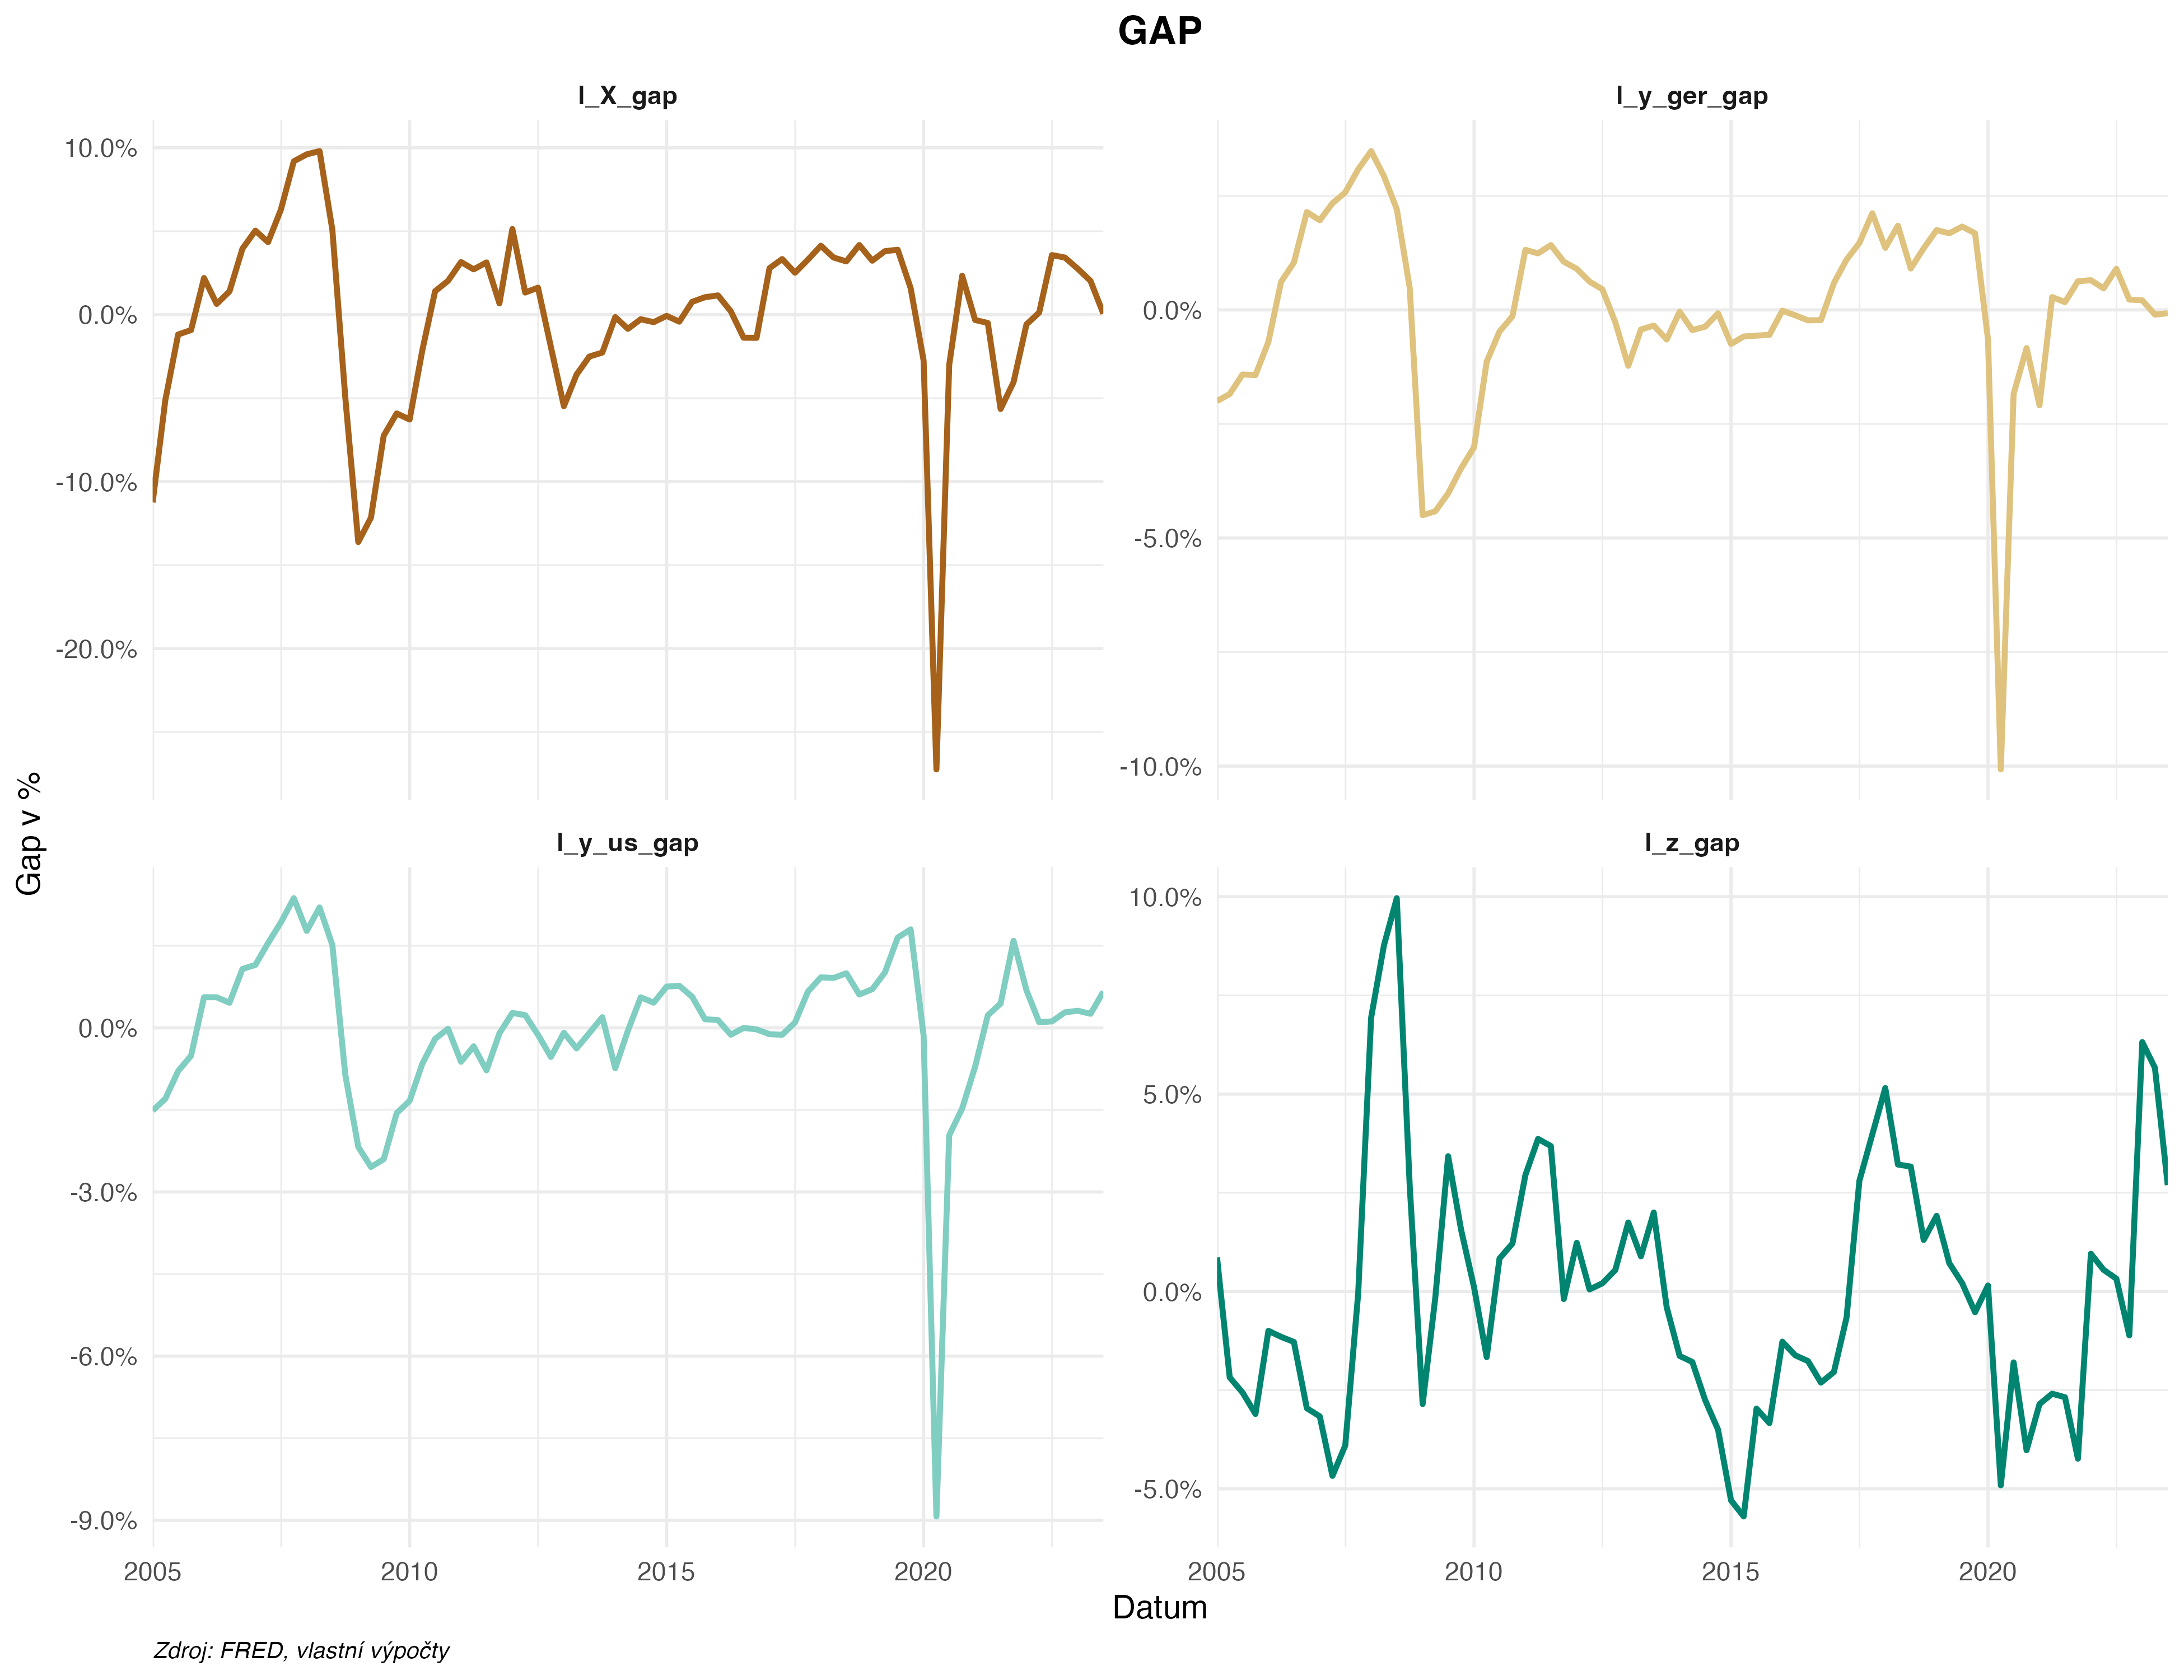 GAP
l_X_gap
l_y_ger_gap
10.0%
0.0%
-10.0%
-20.0%
0.0%
-5.0%
-10.0%
Gap v %
l_y_us_gap
l_z_gap
0.0%
-3.0%
-6.0%
-9.0%
10.0%
5.0%
0.0%
-5.0%
2005 2010 2015 2020
2005 2010 2015 2020
Datum
Zdroj: FRED, vlastní výpočty